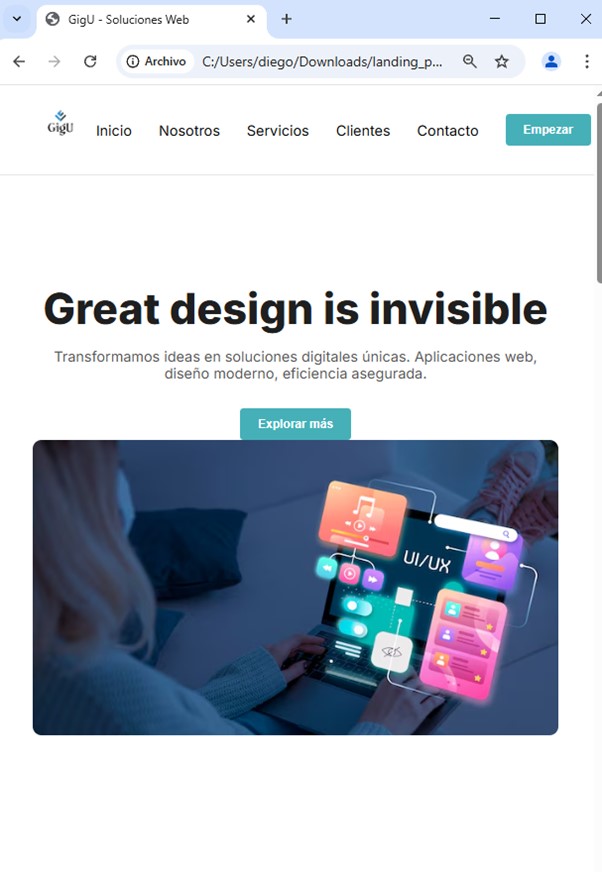 GigU - Soluciones Web
Archivo C:/Users/diego/Downloads/landing_p...
GigU Inicio Nosotros Servicios Clientes Contacto Empezar
Great design is invisible
Transformamos ideas en soluciones digitales únicas. Aplicaciones web,
diseño moderno, eficiencia asegurada.
Explorar más
UI/UX